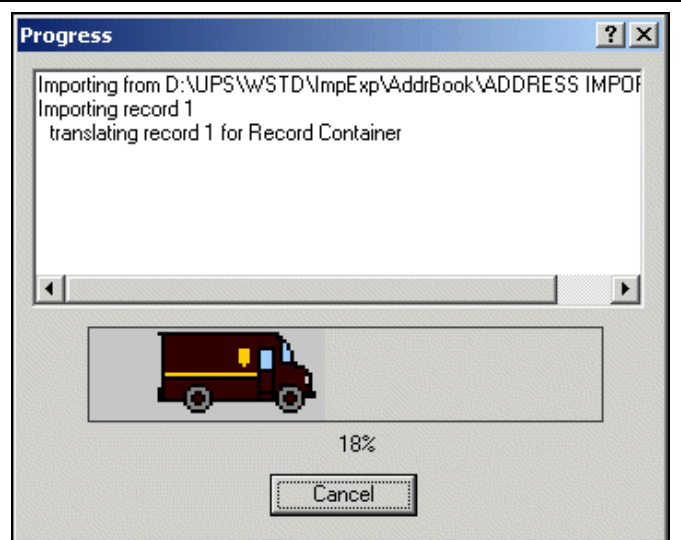 Progress
Importing from D:\UPS\WSTD\ImpExp\AddrBook\ADDRESS IMPOR
Importing record 1
translating record 1 for Record Container
18%
Cancel